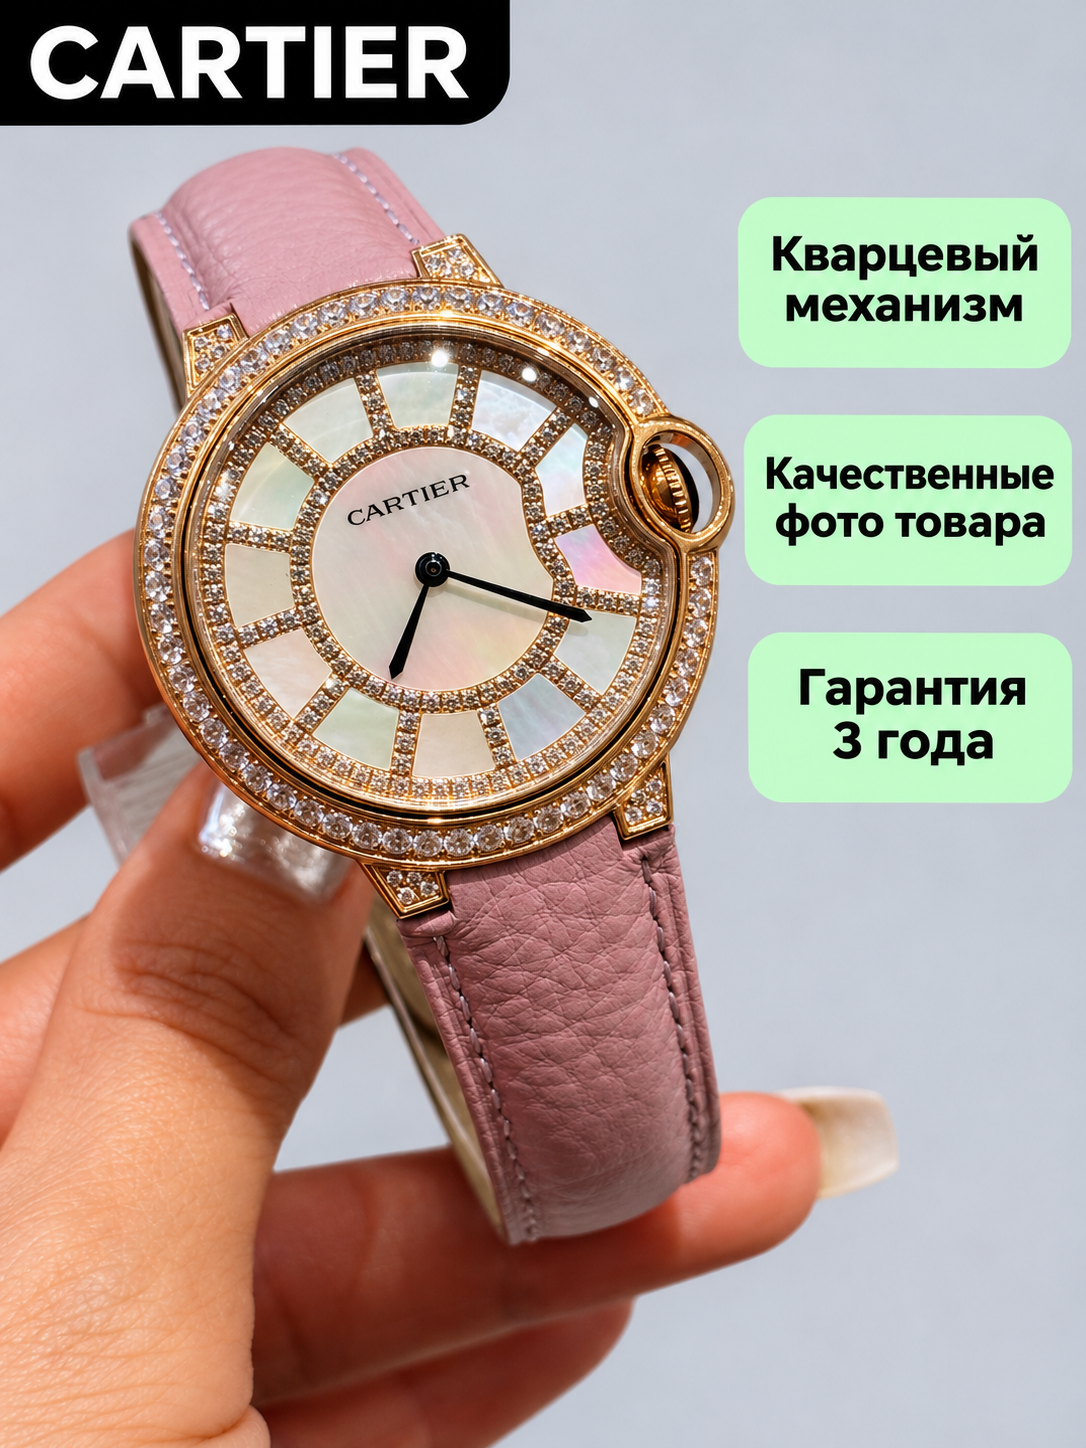 CARTIER
Кварцевый
механизм
CARTIER
Качественные
фото товара
Гарантия
3 года